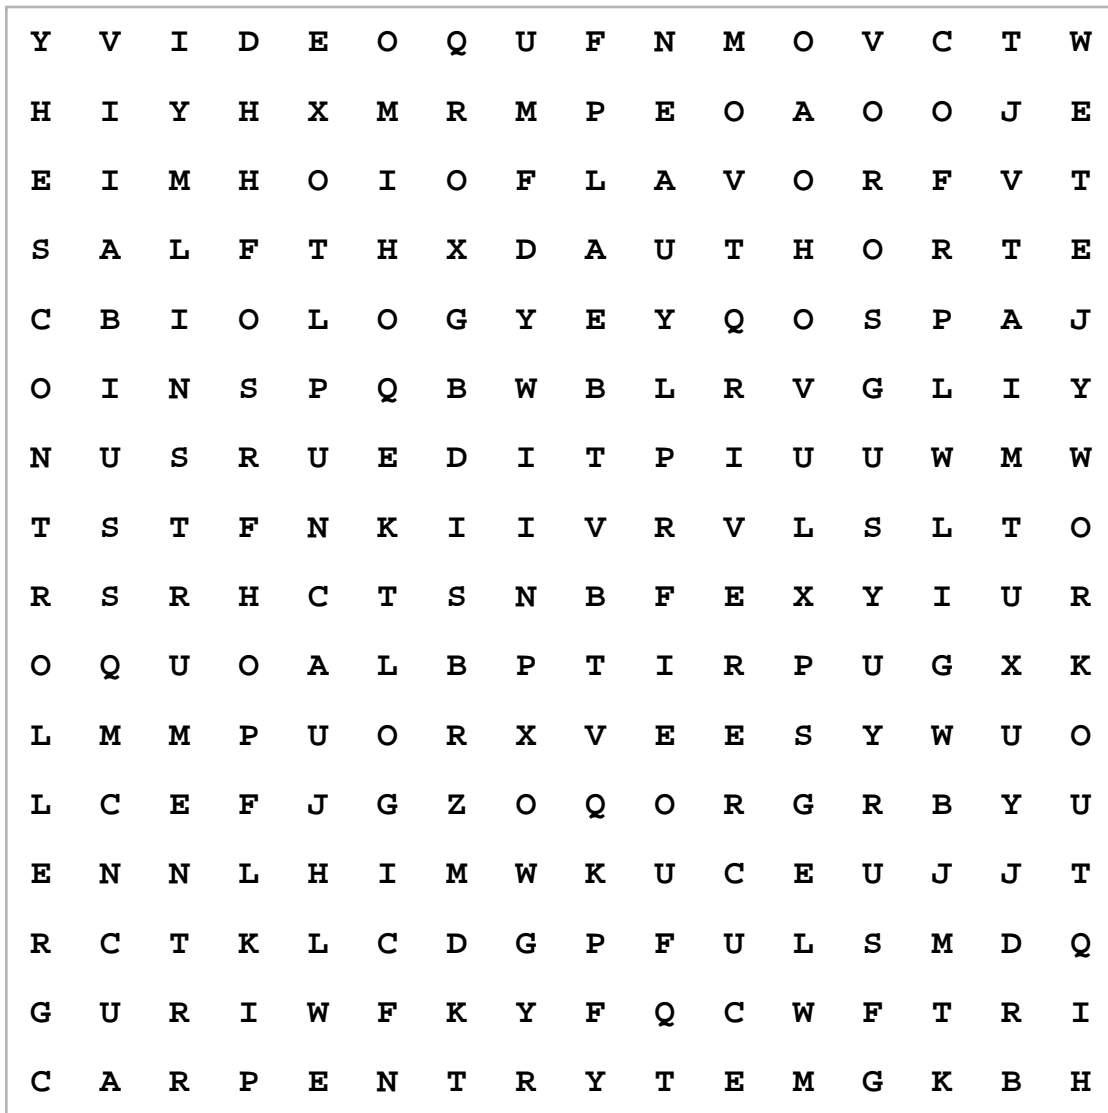 Y V I D E O Q U F N M O V C T W
H I Y H X M R M P E O A O O J E
E I M H O I O F L A V O R F V T
S A L F T H X D A U T H O R T E
C B I O L O G Y E Y Q O S P A J
O I N S P Q B W B L R V G L I Y
N U S R U E D I T P I U U W M W
T S T F N K I I V R V L S L T O
R S R H C T S N B F E X Y I U R
O Q U O A L B P T I R P U G X K
L M M P U O R X V E E S Y W U O
L C E F J G Z O Q O R G R B Y U
E N N L H I M W K U C E U J J T
R C T K L C D G P F U L S M D Q
G U R I W F K Y F Q C W F T R I
C A R P E N T R Y T E M G K B H